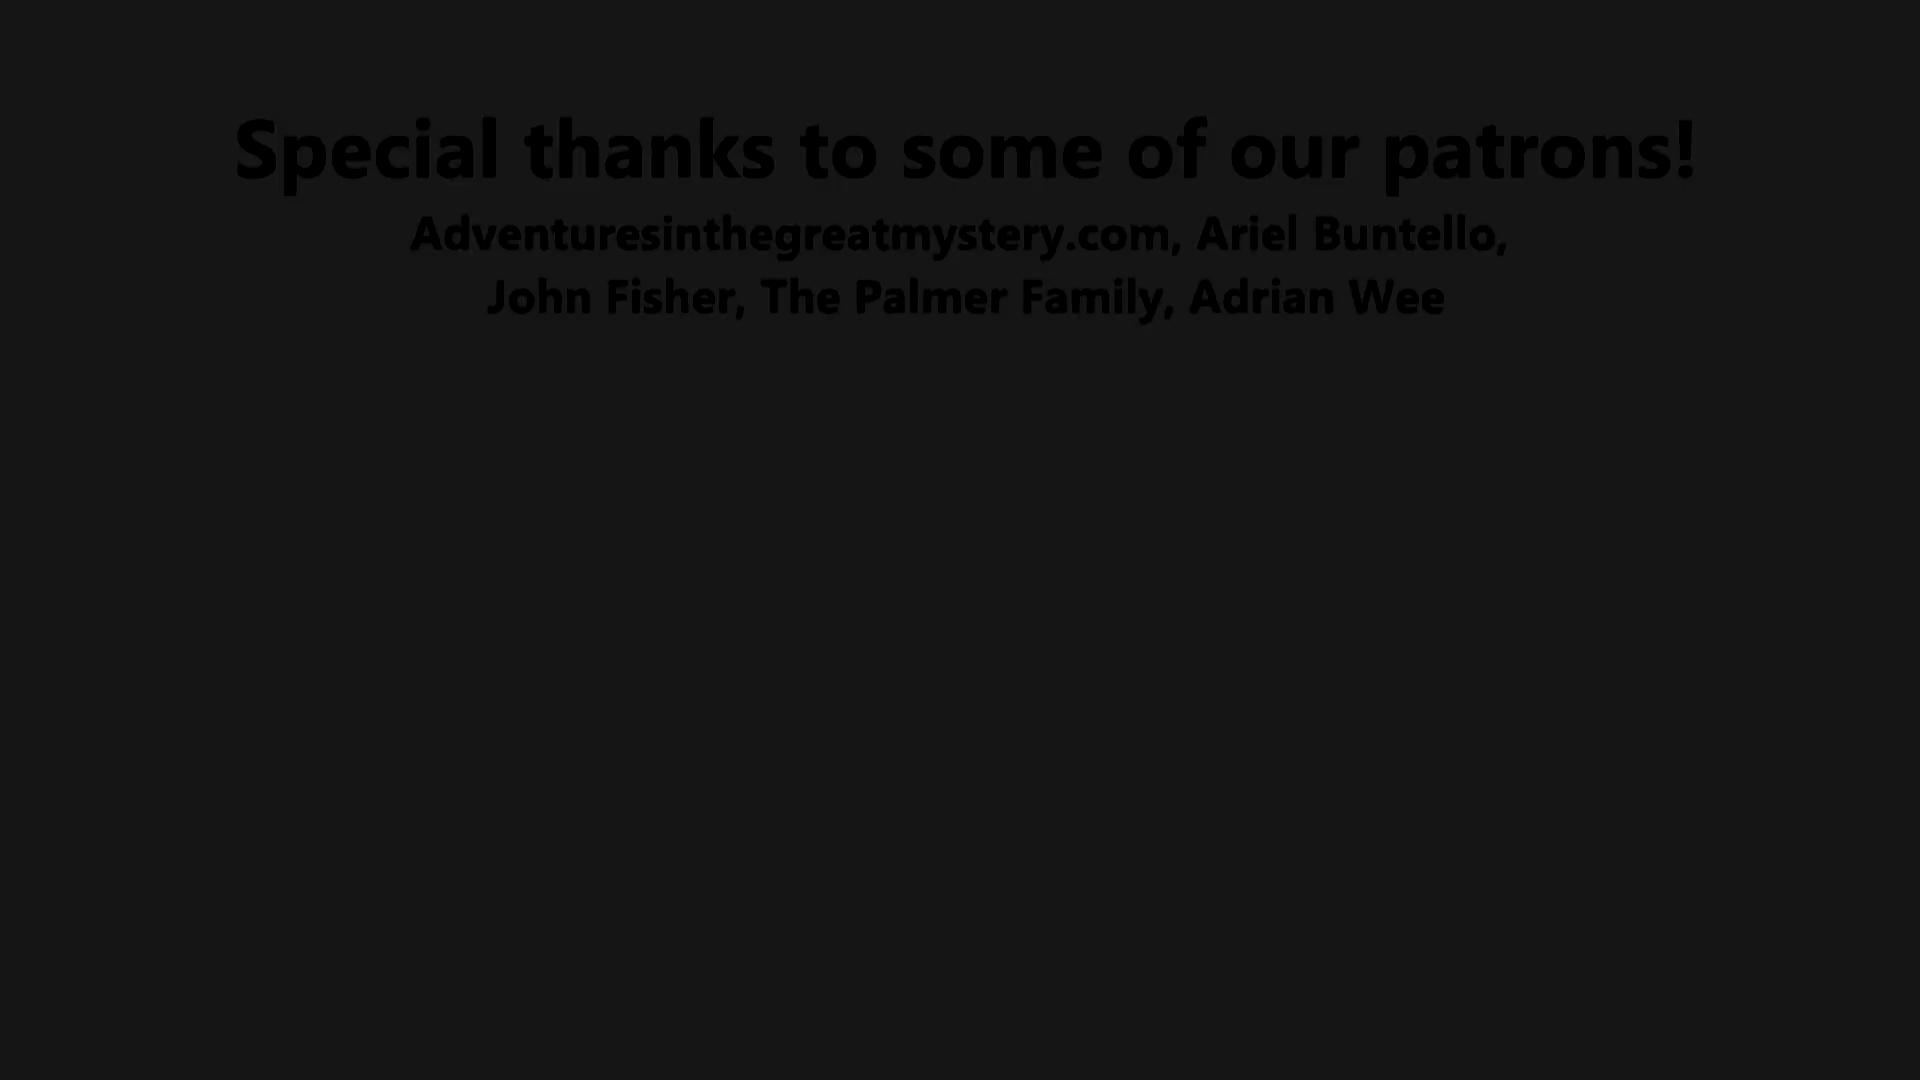 Special thanks to some of our patrons!
Adventuresinthegreatmystery.com, Ariel Buntello,
John Fisher, The Palmer Family, Adrian Wee